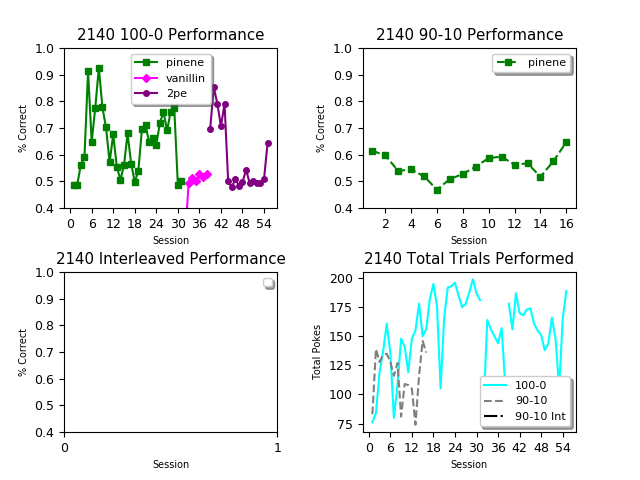 2140 100-0 Performance
% Correct
1.0
0.9
0.8
0.7
0.6
0.5
0.4
pinene
vanillin
2pe
0 6 12 18 24 30 36 42 48 54
Session
2140 90-10 Performance
% Correct
1.0
0.9
0.8
0.7
0.6
0.5
0.4
pinene
2 4 6 8 10 12 14 16
Session
2140 Interleaved Performance
% Correct
1.0
0.9
0.8
0.7
0.6
0.5
0.4
0 1
Session
2140 Total Trials Performed
Total Pokes
200
175
150
125
100
75
100-0
90-10
90-10 Int
0 6 12 18 24 30 36 42 48 54
Session